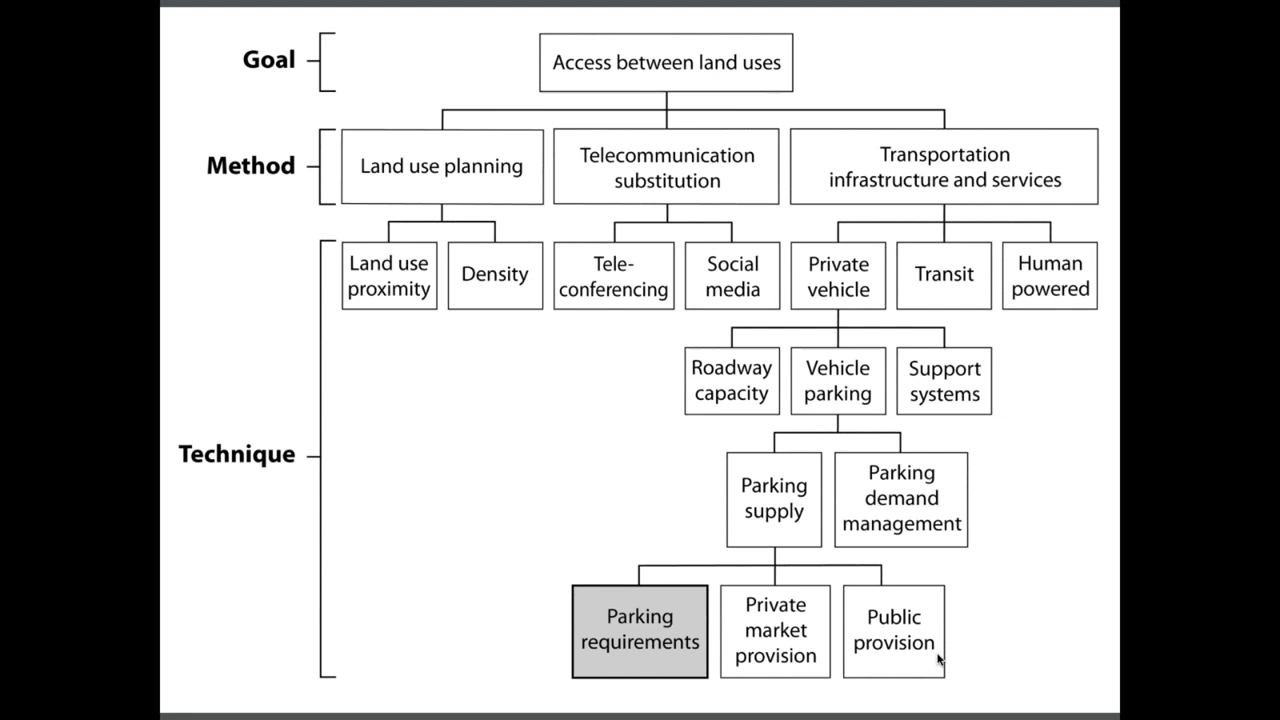 Goal
Access between land uses
Method
Land use planning
Telecommunication
substitution
Transportation
infrastructure and services
Technique
Land use
proximity
Density
Tele-
conferencing
Social
media
Private
vehicle
Transit
Human
powered
Roadway
capacity
Vehicle
parking
Support
systems
Parking
supply
Parking
demand
management
Parking
requirements
Private
market
provision
Public
provision